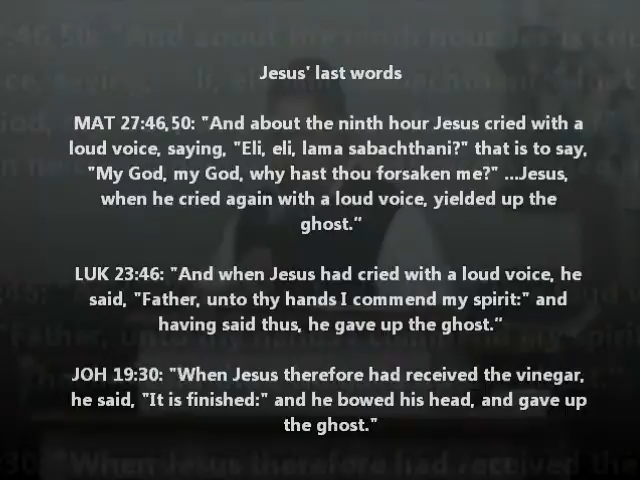 Jesus' last words
MAT 27:46,50: "And about the ninth hour Jesus cried with a
loud voice, saying, "Eli, eli, lama sabachthani?" that is to say,
"My God, my God, why hast thou forsaken me?" ...Jesus,
when he cried again with a loud voice, yielded up the
ghost."
LUK 23:46: "And when Jesus had cried with a loud voice, he
said, "Father, unto thy hands I commend my spirit:" and
having said thus, he gave up the ghost."
JOH 19:30: "When Jesus therefore had received the vinegar,
he said, "It is finished:" and he bowed his head, and gave up
the ghost."